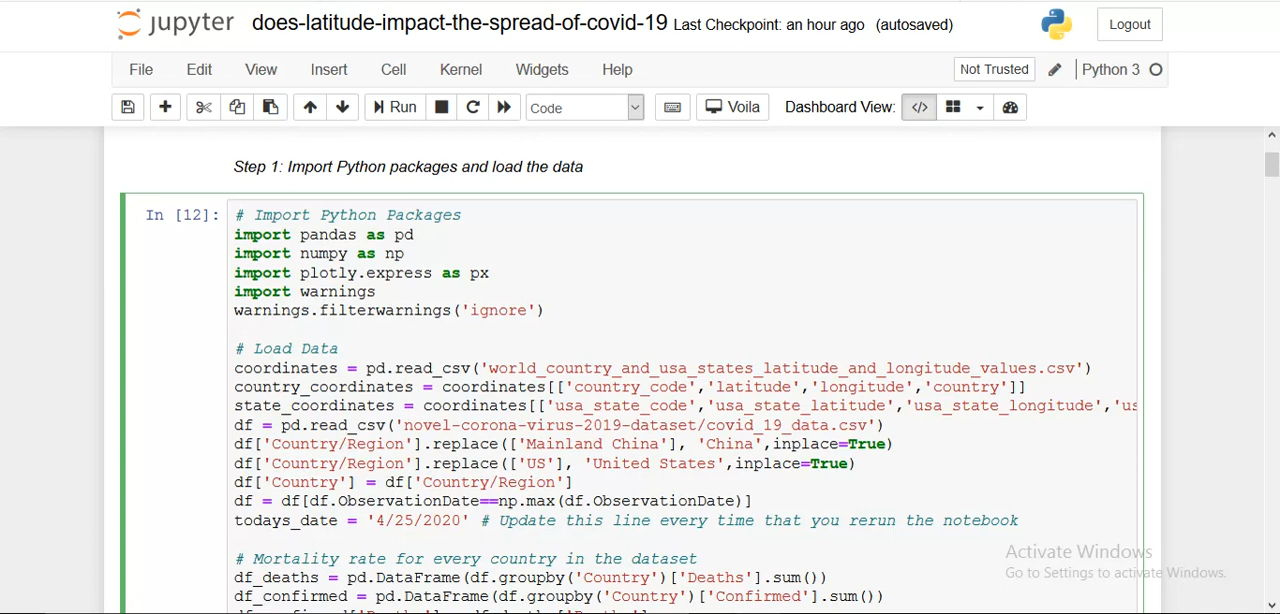 jupyter does-latitude-impact-the-spread-of-covid-19 Last Checkpoint: an hour ago (autosaved) Logout
File Edit View Insert Cell Kernel Widgets Help Not Trusted Python 3
Run Code Voila Dashboard View: </>
Step 1: Import Python packages and load the data
In [12]: # Import Python Packages
import pandas as pd
import numpy as np
import plotly.express as px
import warnings
warnings.filterwarnings('ignore')
# Load Data
coordinates = pd.read_csv('world_country_and_usa_states_latitude_and_longitude_values.csv')
country_coordinates = coordinates[['country_code','latitude','longitude','country']]
state_coordinates = coordinates[['usa_state_code','usa_state_latitude','usa_state_longitude','us
df = pd.read_csv('novel-corona-virus-2019-dataset/covid_19_data.csv')
df['Country/Region'].replace(['Mainland China'], 'China',inplace=True)
df['Country/Region'].replace(['US'], 'United States',inplace=True)
df['Country'] = df['Country/Region']
df = df[df.ObservationDate==np.max(df.ObservationDate)]
todays_date = '4/25/2020' # Update this line every time that you rerun the notebook
# Mortality rate for every country in the dataset
df_deaths = pd.DataFrame(df.groupby('Country')['Deaths'].sum())
df_confirmed = pd.DataFrame(df.groupby('Country')['Confirmed'].sum())
Activate Windows
Go to Settings to activate Windows.